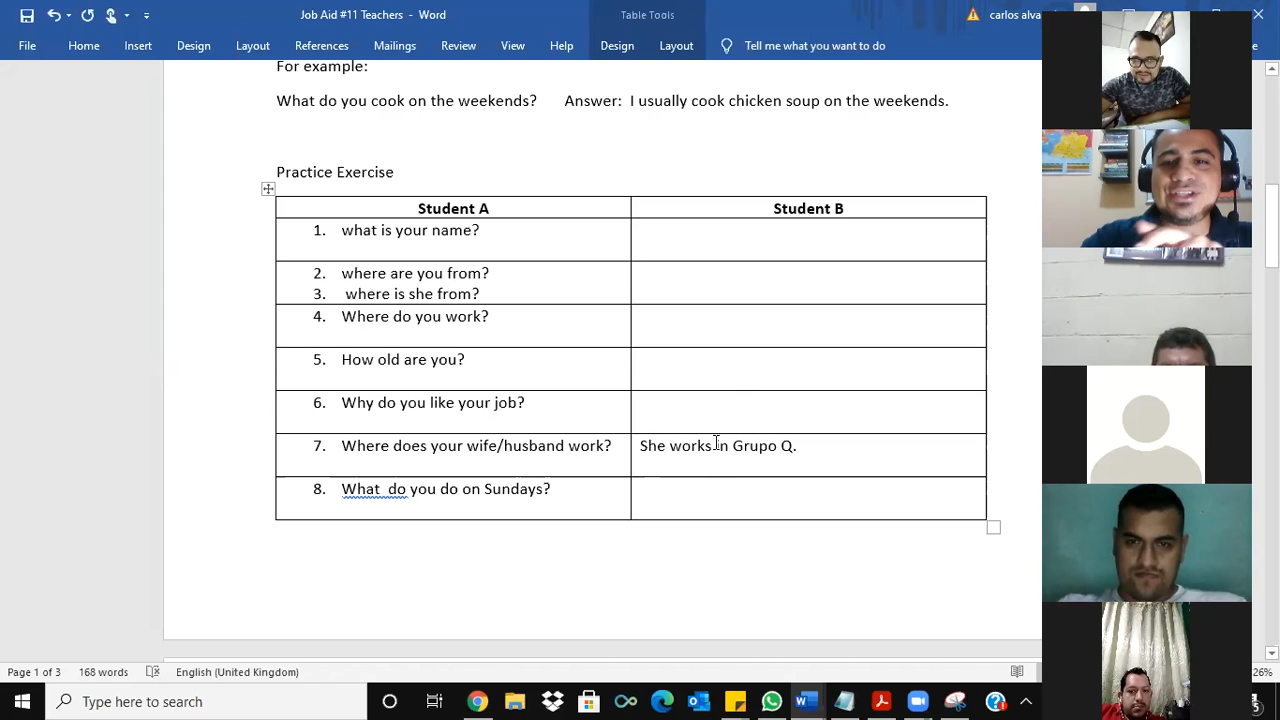 Job Aid #11 Teachers - Word
Table Tools
carlos alva
File Home Insert Design Layout References Mailings Review View Help Design Layout Tell me what you want to do
For example:
What do you cook on the weekends? Answer: I usually cook chicken soup on the weekends.
Practice Exercise
Student A Student B
1. what is your name?
2. where are you from?
3. where is she from?
4. Where do you work?
5. How old are you?
6. Why do you like your job?
7. Where does your wife/husband work? She works in Grupo Q.
8. What do you do on Sundays?
Page 1 of 3 168 words English (United Kingdom) 26%
Type here to search